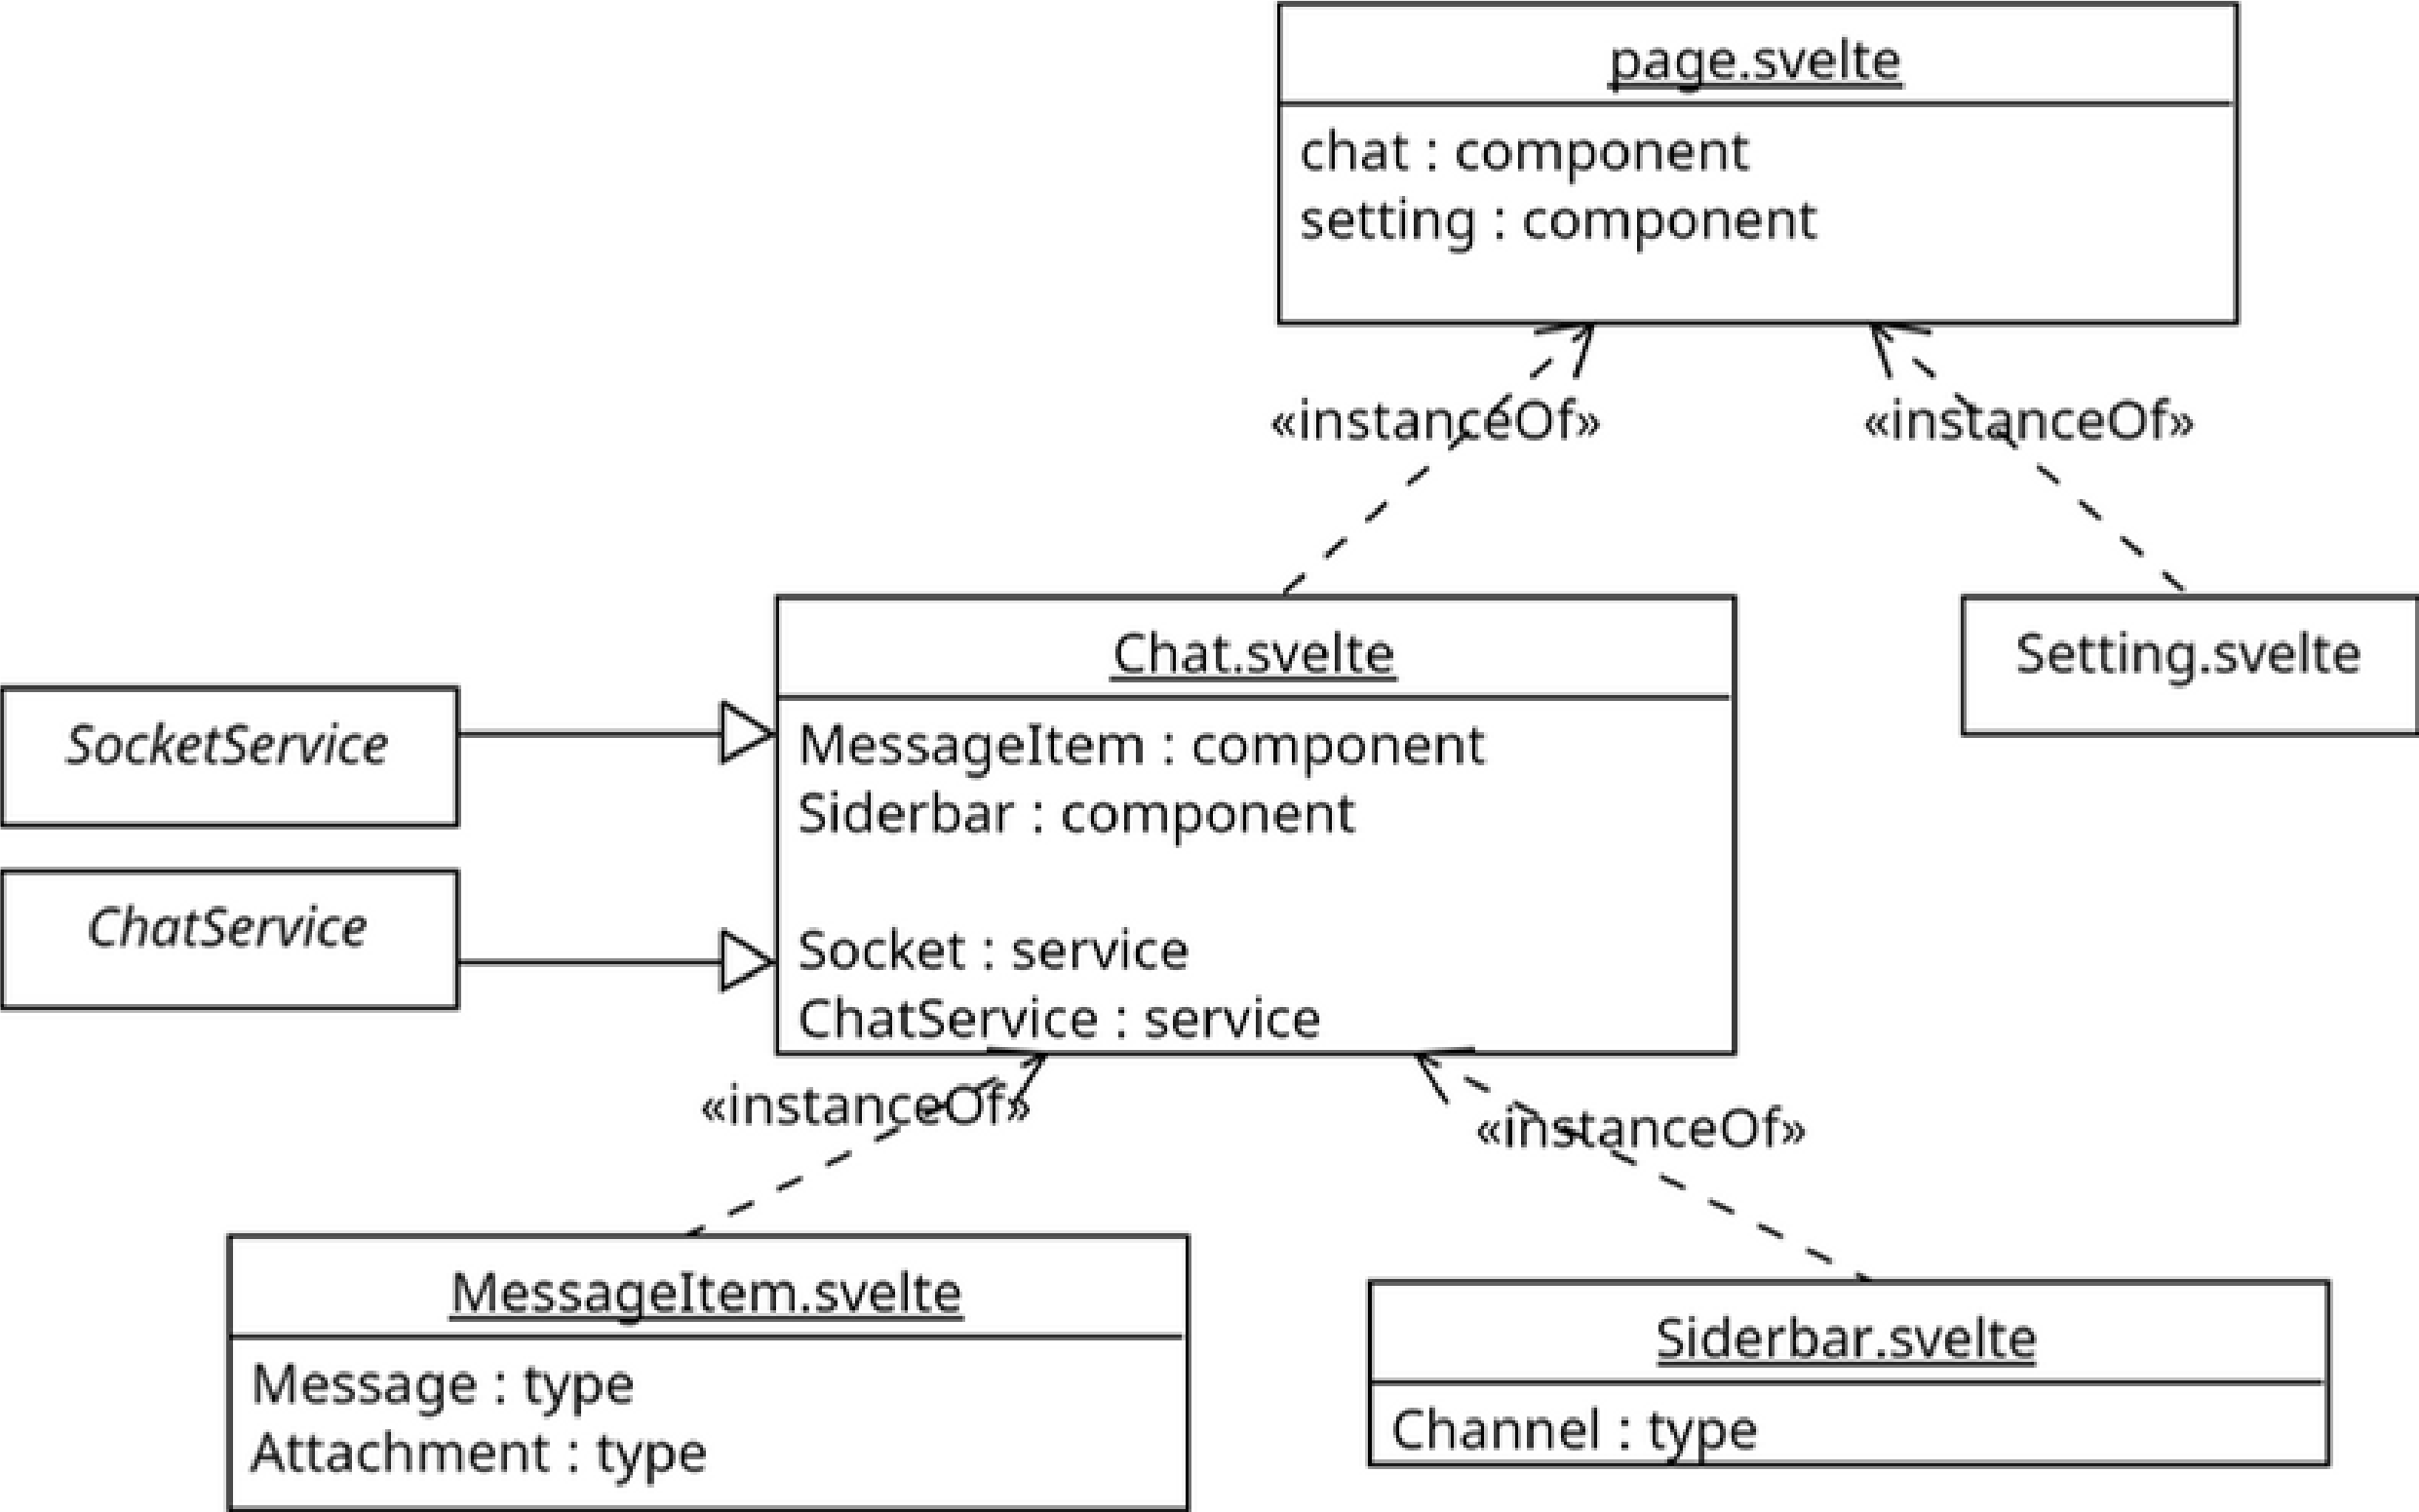 page.svelte
chat : component
setting : component
«instanceOf»
«instanceOf»
Chat.svelte
MessageItem : component
Siderbar : component
Socket : service
ChatService : service
Setting.svelte
SocketService
ChatService
«instanceOf»
«instanceOf»
MessageItem.svelte
Message : type
Attachment : type
Siderbar.svelte
Channel : type